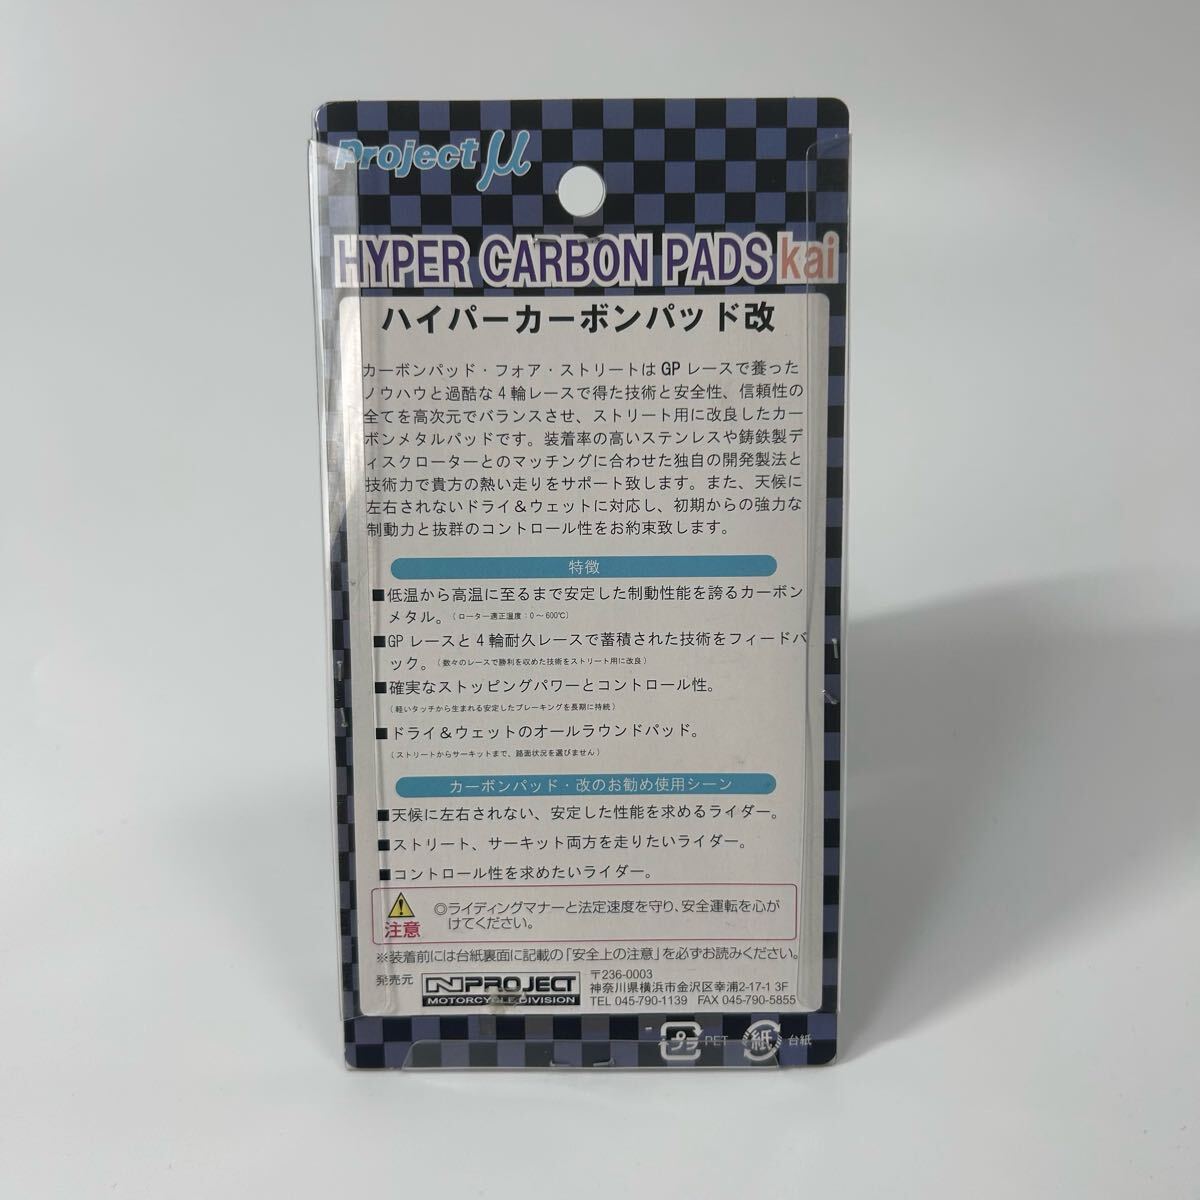 Project μ
HYPER CARBON PADS kai
ハイパーカーボンパッド改
カーボンパッド・フォア・ストリートは GP レースで養った
ノウハウと過酷な 4 輪レースで得た技術と安全性、信頼性の
全てを高次元でバランスさせ、ストリート用に改良したカー
ボンメタルパッドです。装着率の高いステンレスや鋳鉄製デ
ィスクローターとのマッチングに合わせた独自の開発製法と
技術力で貴方の熱い走りをサポート致します。また、天候に
左右されないドライ＆ウェットに対応し、初期からの強力な
制動力と抜群のコントロール性をお約束致します。
特徴
■低温から高温に至るまで安定した制動性能を誇るカーボン
メタル。（ローター適正温度：0～600℃）
■GP レースと 4 輪耐久レースで蓄積された技術をフィードバ
ック。（数々のレースで勝利を収めた技術をストリート用に改良）
■確実なストッピングパワーとコントロール性。
（軽いタッチから生まれる安定したブレーキングを長期に持続）
■ドライ＆ウェットのオールラウンドパッド。
（ストリートからサーキットまで、路面状況を選びません）
カーボンパッド・改のお勧め使用シーン
■天候に左右されない、安定した性能を求めるライダー。
■ストリート、サーキット両方を走りたいライダー。
■コントロール性を求めたいライダー。
注意
◎ライディングマナーと法定速度を守り、安全運転を心が
けてください。
※装着前には台紙裏面に記載の「安全上の注意」を必ずお読みください。
発売元
NPROJECT
MOTORCYCLE DIVISION
〒236-0003
神奈川県横浜市金沢区幸浦2-17-1 3F
TEL 045-790-1139 FAX 045-790-5855
プラ PET
紙 台紙